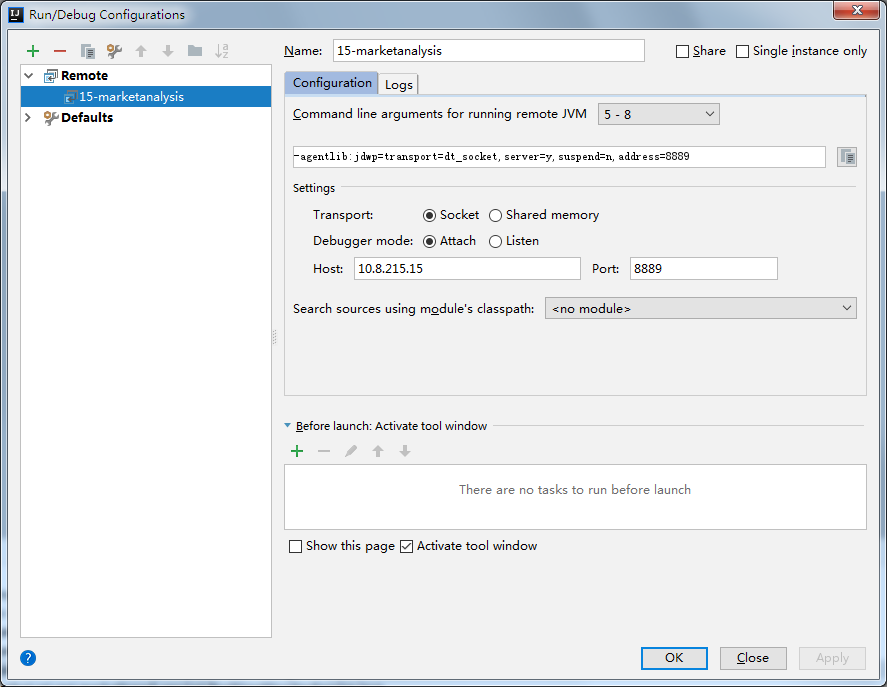 Run/Debug Configurations
Remote
15-marketanalysis
Defaults
Name: 15-marketanalysis Share Single instance only
Configuration Logs
Command line arguments for running remote JVM 5 - 8
-agentlib:jdwp=transport=dt_socket,server=y,suspend=n,address=8889
Settings
Transport: Socket Shared memory
Debugger mode: Attach Listen
Host: 10.8.215.15 Port: 8889
Search sources using module's classpath: <no module>
Before launch: Activate tool window
There are no tasks to run before launch
Show this page Activate tool window
? OK Close Apply